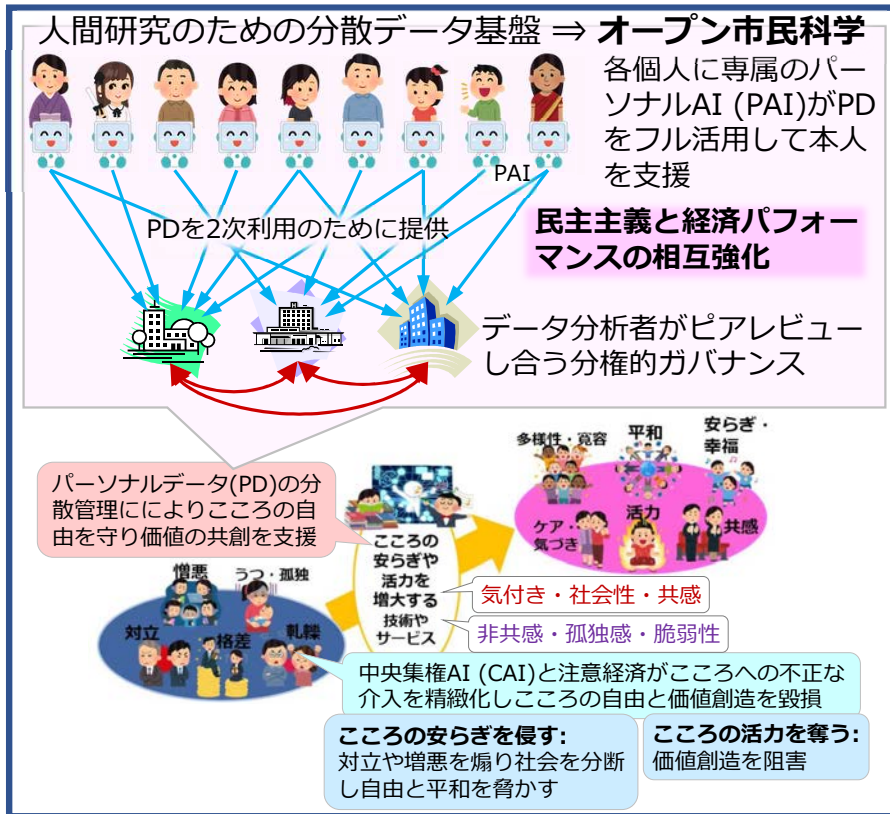 人間研究のための分散データ基盤 ⇒ オープン市民科学
各個人に専属のパー
ソナルAI (PAI)がPD
をフル活用して本人
を支援
PAI
PDを2次利用のために提供
民主主義と経済パフォー
マンスの相互強化
データ分析者がピアレビュー
し合う分権的ガバナンス
パーソナルデータ(PD)の分
散管理にによりこころの自
由を守り価値の共創を支援
多様性・寛容
平和
安らぎ・
幸福
ケア・
気づき
活力
共感
こころの
安らぎや
活力を
増大する
技術や
サービス
憎悪
うつ・孤独
対立
格差
軋轢
気付き・社会性・共感
非共感・孤独感・脆弱性
中央集権AI (CAI)と注意経済がこころへの不正な
介入を精緻化しこころの自由と価値創造を毀損
こころの安らぎを侵す:
対立や増悪を煽り社会を分断
し自由と平和を脅かす
こころの活力を奪う:
価値創造を阻害